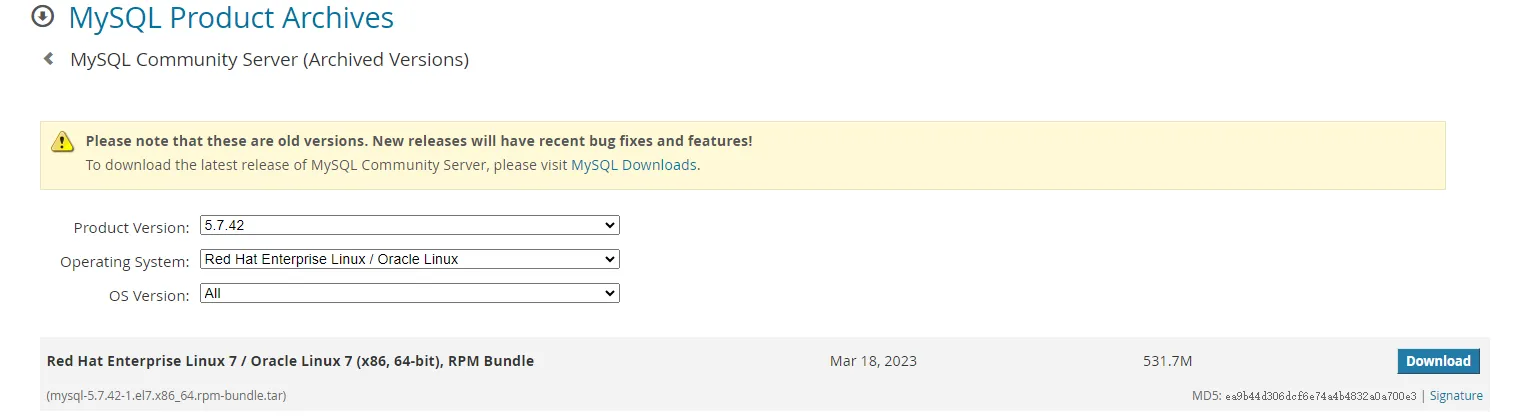 MySQL Product Archives
MySQL Community Server (Archived Versions)
Please note that these are old versions. New releases will have recent bug fixes and features!
To download the latest release of MySQL Community Server, please visit MySQL Downloads.
Product Version: 5.7.42
Operating System: Red Hat Enterprise Linux / Oracle Linux
OS Version: All
Red Hat Enterprise Linux 7 / Oracle Linux 7 (x86, 64-bit), RPM Bundle Mar 18, 2023 531.7M Download
(mysql-5.7.42-1.el7.x86_64.rpm-bundle.tar) MD5: ea9b44d306dcf6e74a4b4832a0a700e3 | Signature